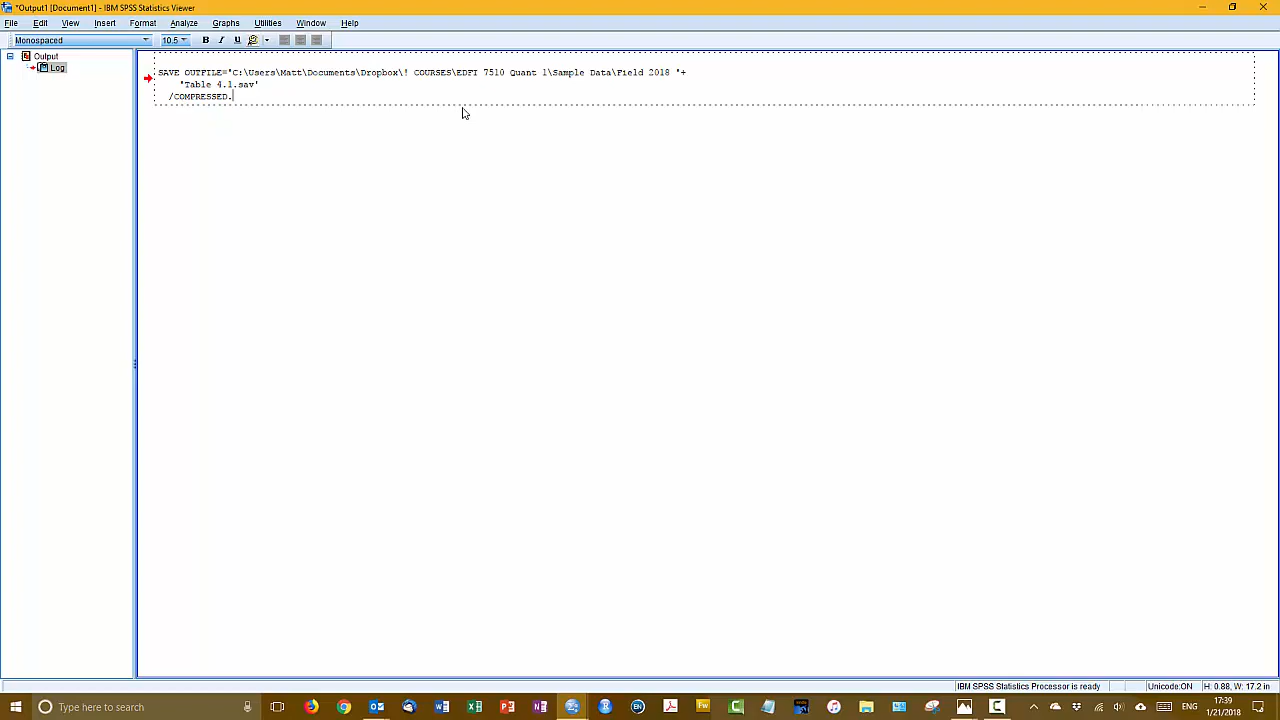 *Output1 [Document1] - IBM SPSS Statistics Viewer
File Edit View Insert Format Analyze Graphs Utilities Window Help
Monospaced 10.5 B I U
Output
Log
SAVE OUTFILE='C:\Users\Matt\Documents\Dropbox\! COURSES\EDFI 7510 Quant 1\Sample Data\Field 2018 '+
'Table 4.1.sav'
/COMPRESSED.
IBM SPSS Statistics Processor is ready Unicode:ON H: 0.88, W: 17.2 in
Type here to search
ENG
17:39
1/21/2018